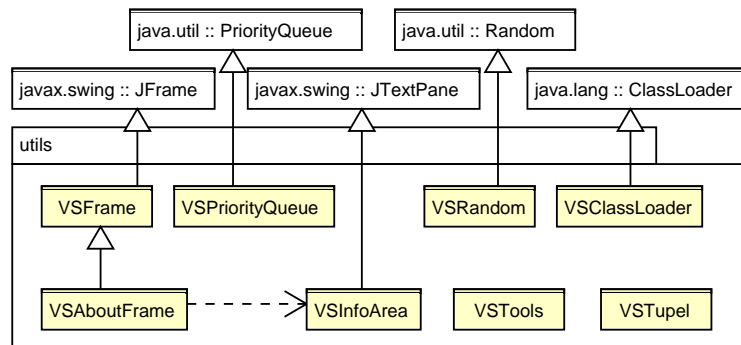 java.util :: PriorityQueue
java.util :: Random
javax.swing :: JFrame
javax.swing :: JTextPane
java.lang :: ClassLoader
utils
VSFrame
VSPriorityQueue
VSRandom
VSClassLoader
VSAboutFrame
VSInfoArea
VSTools
VSTupel